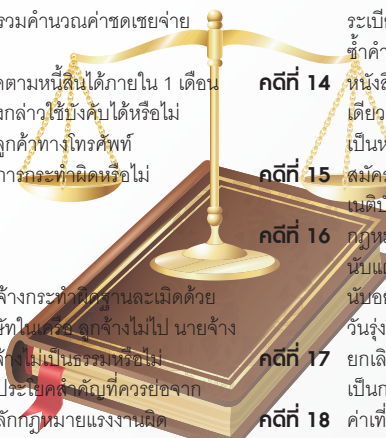 รวมคำนวณค่าชดเชยจ่าย
ตามหนี้สินได้ภายใน 1 เดือน
งกล่าวใช้บังคับได้หรือไม่
ลูกค้าทางโทรศัพท์
การกระทำผิดหรือไม่
จ้างกระทำผิดฐานละเมิดด้วย
ษัทในเครือ ลูกจ้างไม่ไป นายจ้าง
จ้างไม่เป็นธรรมหรือไม่
ประโยคสำคัญที่ควรย่อจาก
ลักกฎหมายแรงงานผิด
คดีที่ 14
คดีที่ 15
คดีที่ 16
คดีที่ 17
คดีที่ 18
ระเบีย
ซ้ำคำ
หนังสื
เดียว
เป็นห
สมัคร
เนติบั
กฎหม
นับแต่
นับอ
วันรุ่ง
ยกเลิ
เป็นก
ค่าที่